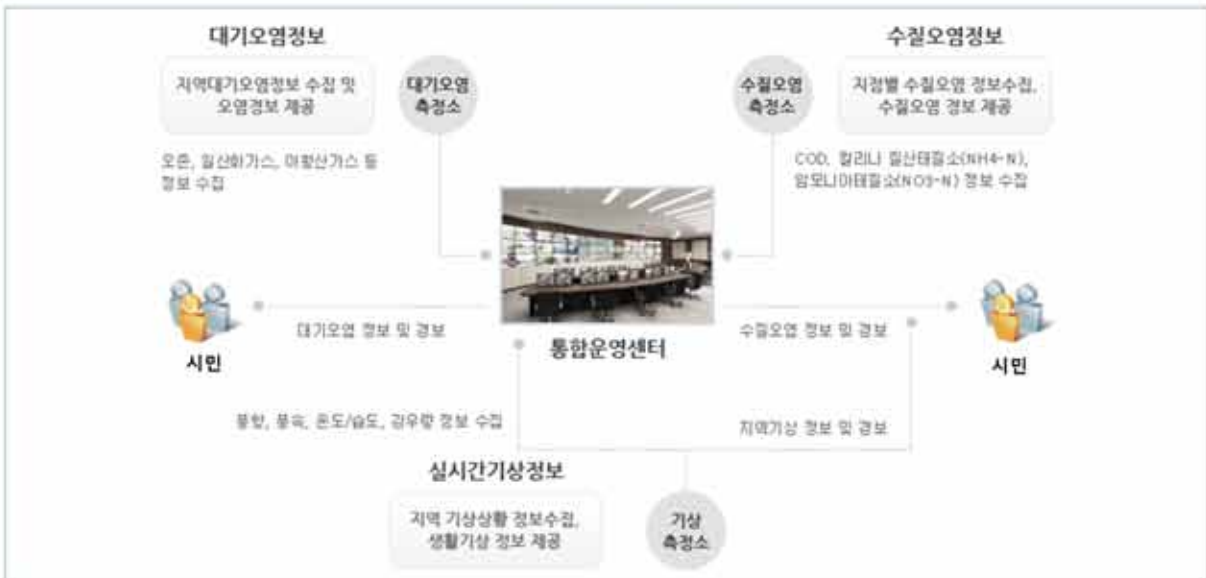 대기오염정보
지역대기오염정보 수집 및
오염경보 제공
대기오염
측정소
오존, 일산화가스, 아황산가스 등
정보 수집
수질오염정보
수질오염
측정소
지점별 수질오염 정보수집,
수질오염 경보 제공
COD, 질산태질소(NH4-N),
암모니아태질소(NO3-N) 정보 수집
시민
대기오염 정보 및 경보
통합운영센터
수질오염 정보 및 경보
시민
풍향, 풍속, 온도/습도, 강우량 정보 수집
지역기상 정보 및 경보
실시간기상정보
지역 기상상황 정보수집,
생활기상 정보 제공
기상
측정소